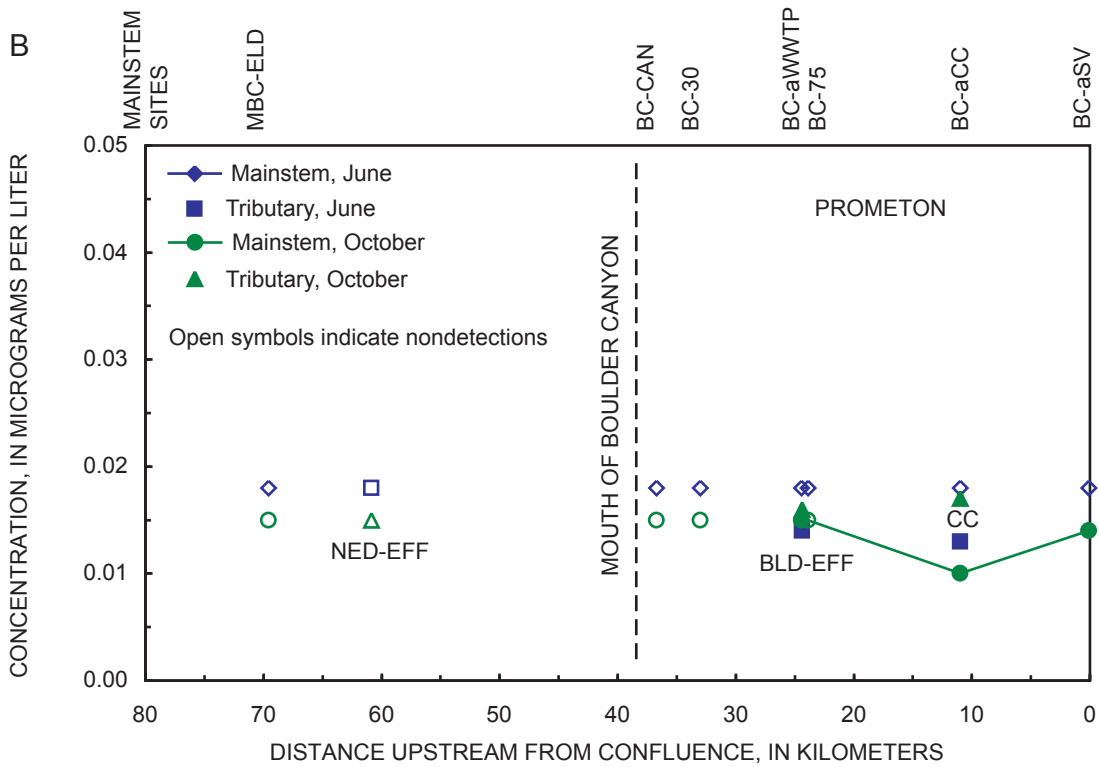 B
MAINSTEM
SITES
MBC-ELD
BC-CAN
BC-30
BC-aWWTP
BC-75
BC-aCC
BC-aSV
CONCENTRATION, IN MICROGRAMS PER LITER
0.05
0.04
0.03
0.02
0.01
0.00
Mainstem, June
Tributary, June
Mainstem, October
Tributary, October
Open symbols indicate nondetections
PROMETON
MOUTH OF BOULDER CANYON
NED-EFF
BLD-EFF
CC
80 70 60 50 40 30 20 10 0
DISTANCE UPSTREAM FROM CONFLUENCE, IN KILOMETERS